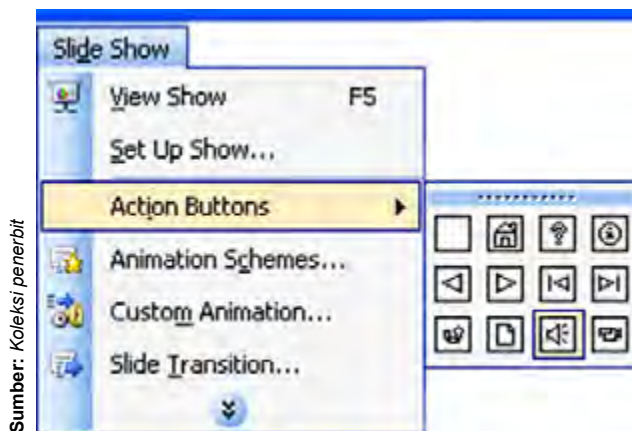 Slide Show
View Show F5
Set Up Show...
Action Buttons
Animation Schemes...
Custom Animation...
Slide Transition...
Sumber: Koleksi penerbit